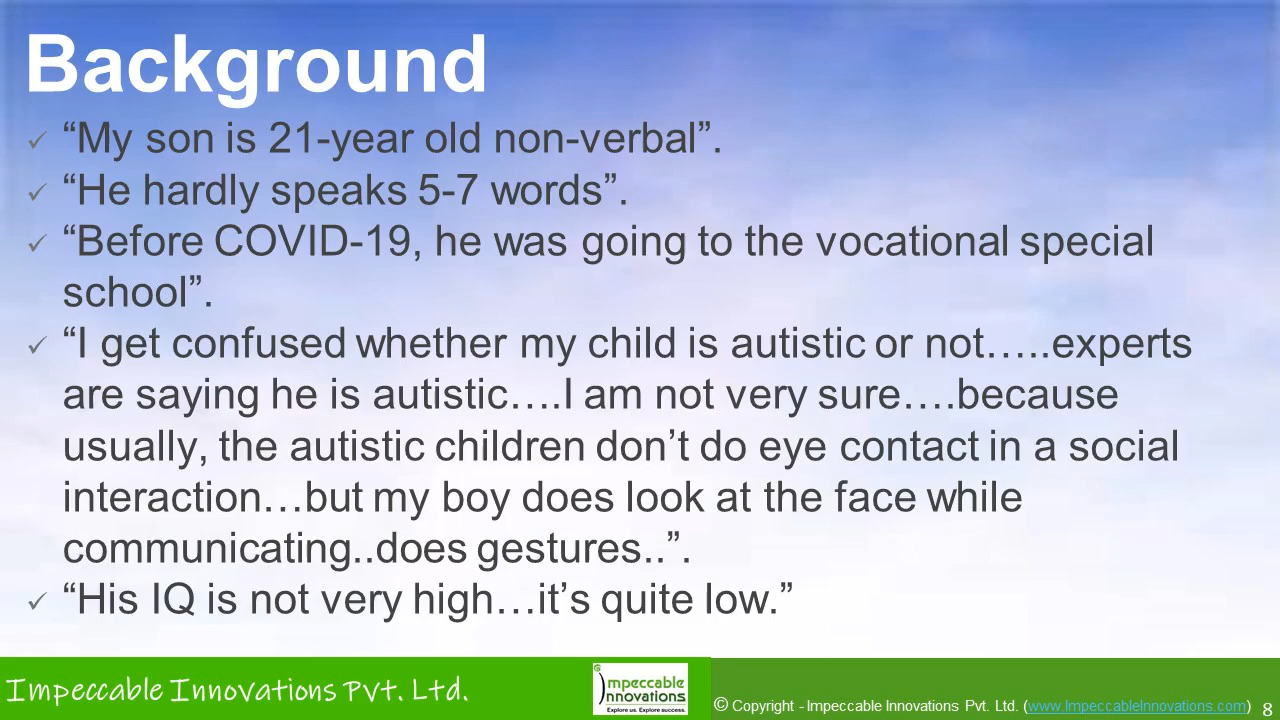 Background
✓ “My son is 21-year old non-verbal”.
✓ “He hardly speaks 5-7 words”.
✓ “Before COVID-19, he was going to the vocational special
school”.
✓ “I get confused whether my child is autistic or not…..experts
are saying he is autistic….I am not very sure….because
usually, the autistic children don’t do eye contact in a social
interaction…but my boy does look at the face while
communicating..does gestures..”.
✓ “His IQ is not very high…it’s quite low.”
Impeccable Innovations Pvt. Ltd.
Impeccable
Innovations
Explore us. Explore success.
© Copyright - Impeccable Innovations Pvt. Ltd. (www.ImpeccableInnovations.com) 8